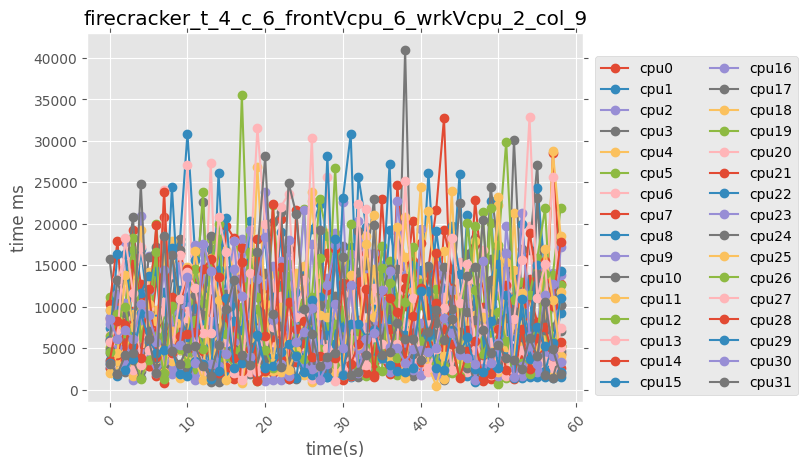 firecracker_t_4_c_6_frontVcpu_6_wrkVcpu_2_col_9
40000
35000
30000
25000
20000
15000
10000
5000
0
time ms
0
10
20
30
40
50
60
time(s)
cpu0
cpu1
cpu2
cpu3
cpu4
cpu5
cpu6
cpu7
cpu8
cpu9
cpu10
cpu11
cpu12
cpu13
cpu14
cpu15
cpu16
cpu17
cpu18
cpu19
cpu20
cpu21
cpu22
cpu23
cpu24
cpu25
cpu26
cpu27
cpu28
cpu29
cpu30
cpu31